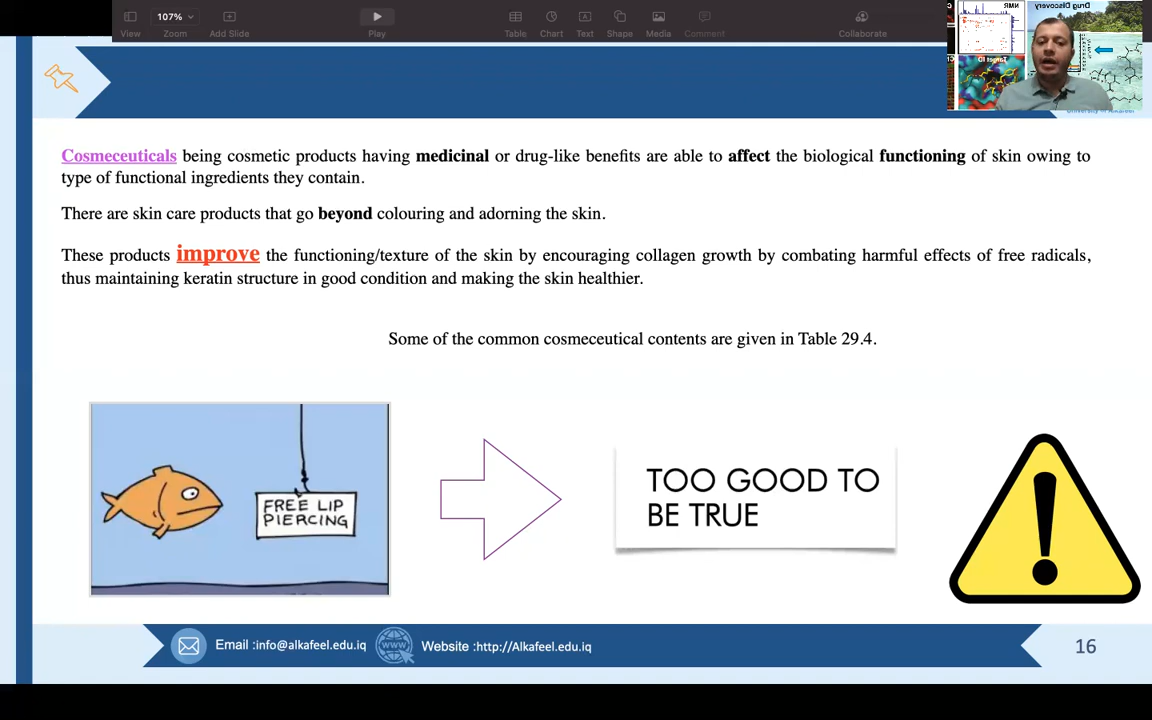 107%
View
Zoom
Add Slide
Play
Table
Chart
Text
Shape
Media
Comment
Collaborate
NMR
Drug Discovery
Target ID
Cosmeceuticals being cosmetic products having medicinal or drug-like benefits are able to affect the biological functioning of skin owing to
type of functional ingredients they contain.
There are skin care products that go beyond colouring and adorning the skin.
These products improve the functioning/texture of the skin by encouraging collagen growth by combating harmful effects of free radicals,
thus maintaining keratin structure in good condition and making the skin healthier.
Some of the common cosmeceutical contents are given in Table 29.4.
FREE LIP
PIERCING
TOO GOOD TO
BE TRUE
Email :info@alkafeel.edu.iq
www
Website :http://Alkafeel.edu.iq
16